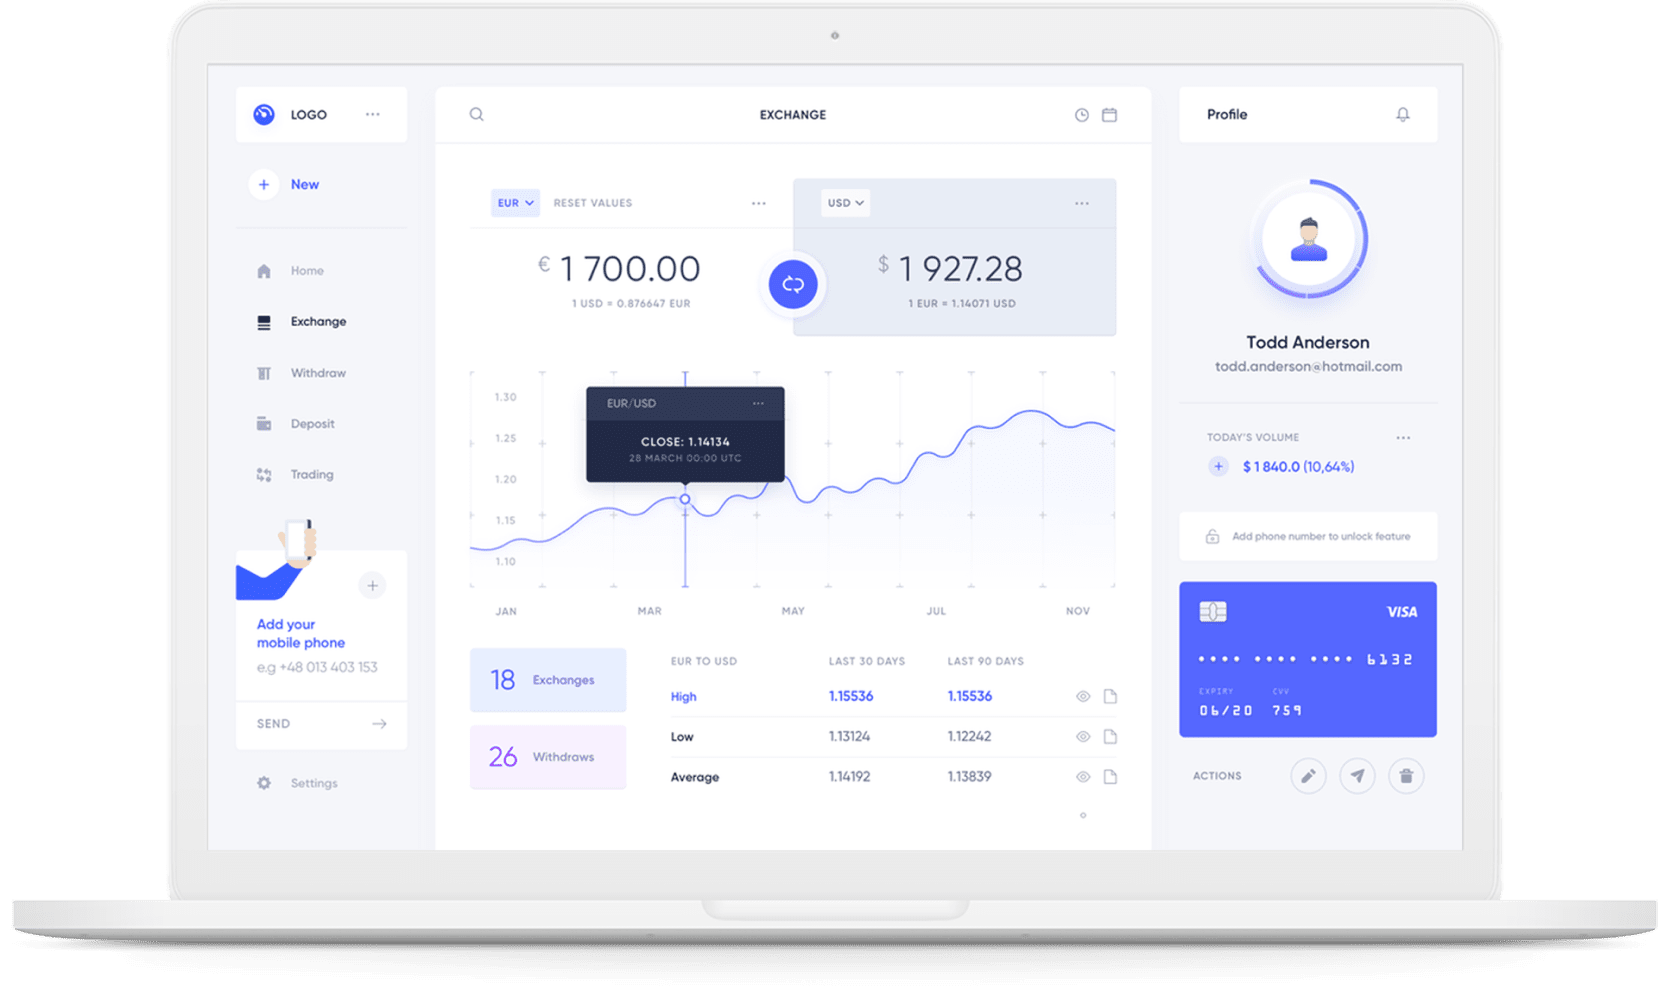 LOGO
New
Home
Exchange
Withdraw
Deposit
Trading
Add your
mobile phone
e.g +48 013 403 153
SEND
Settings
EXCHANGE
EUR RESET VALUES
€ 1 700.00
1 USD = 0.876647 EUR
USD
$ 1 927.28
1 EUR = 1.14071 USD
1.30
1.25
1.20
1.15
1.10
EUR/USD
CLOSE: 1.14134
28 MARCH 00:00 UTC
JAN MAR MAY JUL NOV
18 Exchanges
26 Withdraws
EUR TO USD LAST 30 DAYS LAST 90 DAYS
High 1.15536 1.15536
Low 1.13124 1.12242
Average 1.14192 1.13839
Profile
Todd Anderson
todd.anderson@hotmail.com
TODAY'S VOLUME
$ 1 840.0 (10,64%)
Add phone number to unlock feature
VISA
•••• •••• •••• 6132
EXPIRY CVV
06/20 759
ACTIONS